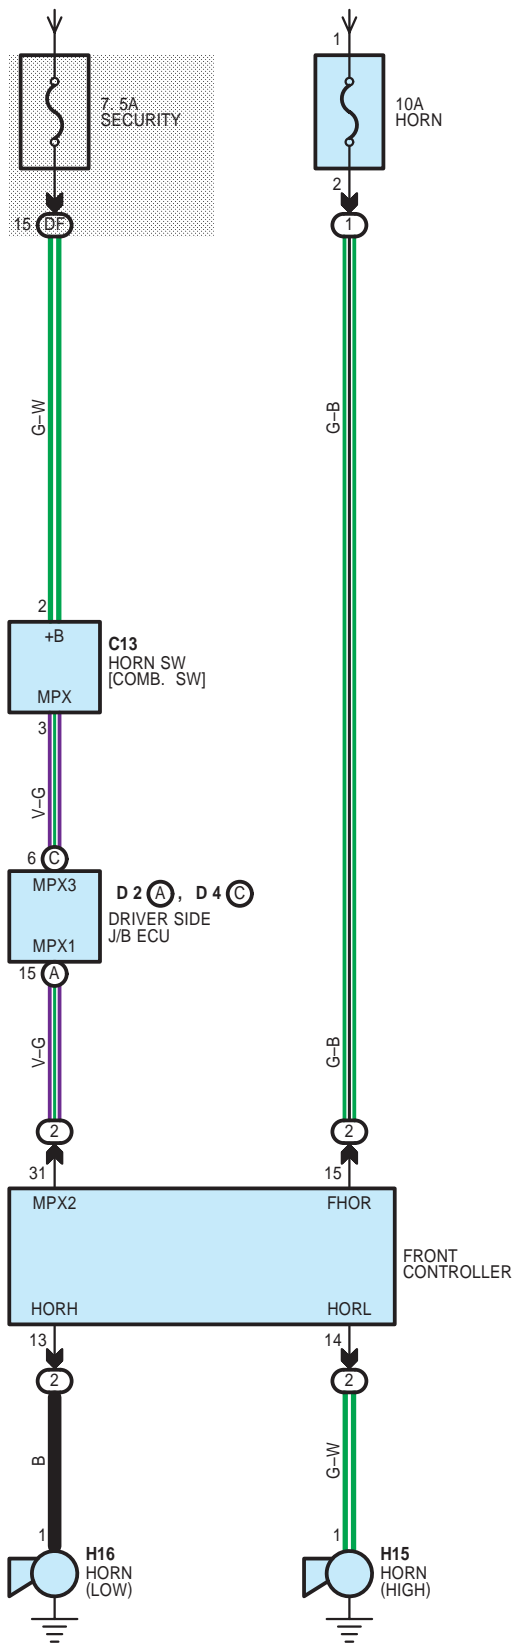 1
7. 5A
SECURITY
10A
HORN
2
15 DF
1
G–W
G–B
2
+B
C13
HORN SW
[COMB. SW]
MPX
3
V–G
6 C
MPX3
D 2 A , D 4 C
DRIVER SIDE
J/B ECU
MPX1
15 A
V–G
G–B
2
2
31
15
MPX2
FHOR
FRONT
CONTROLLER
HORH
HORL
13
14
2
2
B
G–W
1
1
H16
HORN
(LOW)
H15
HORN
(HIGH)